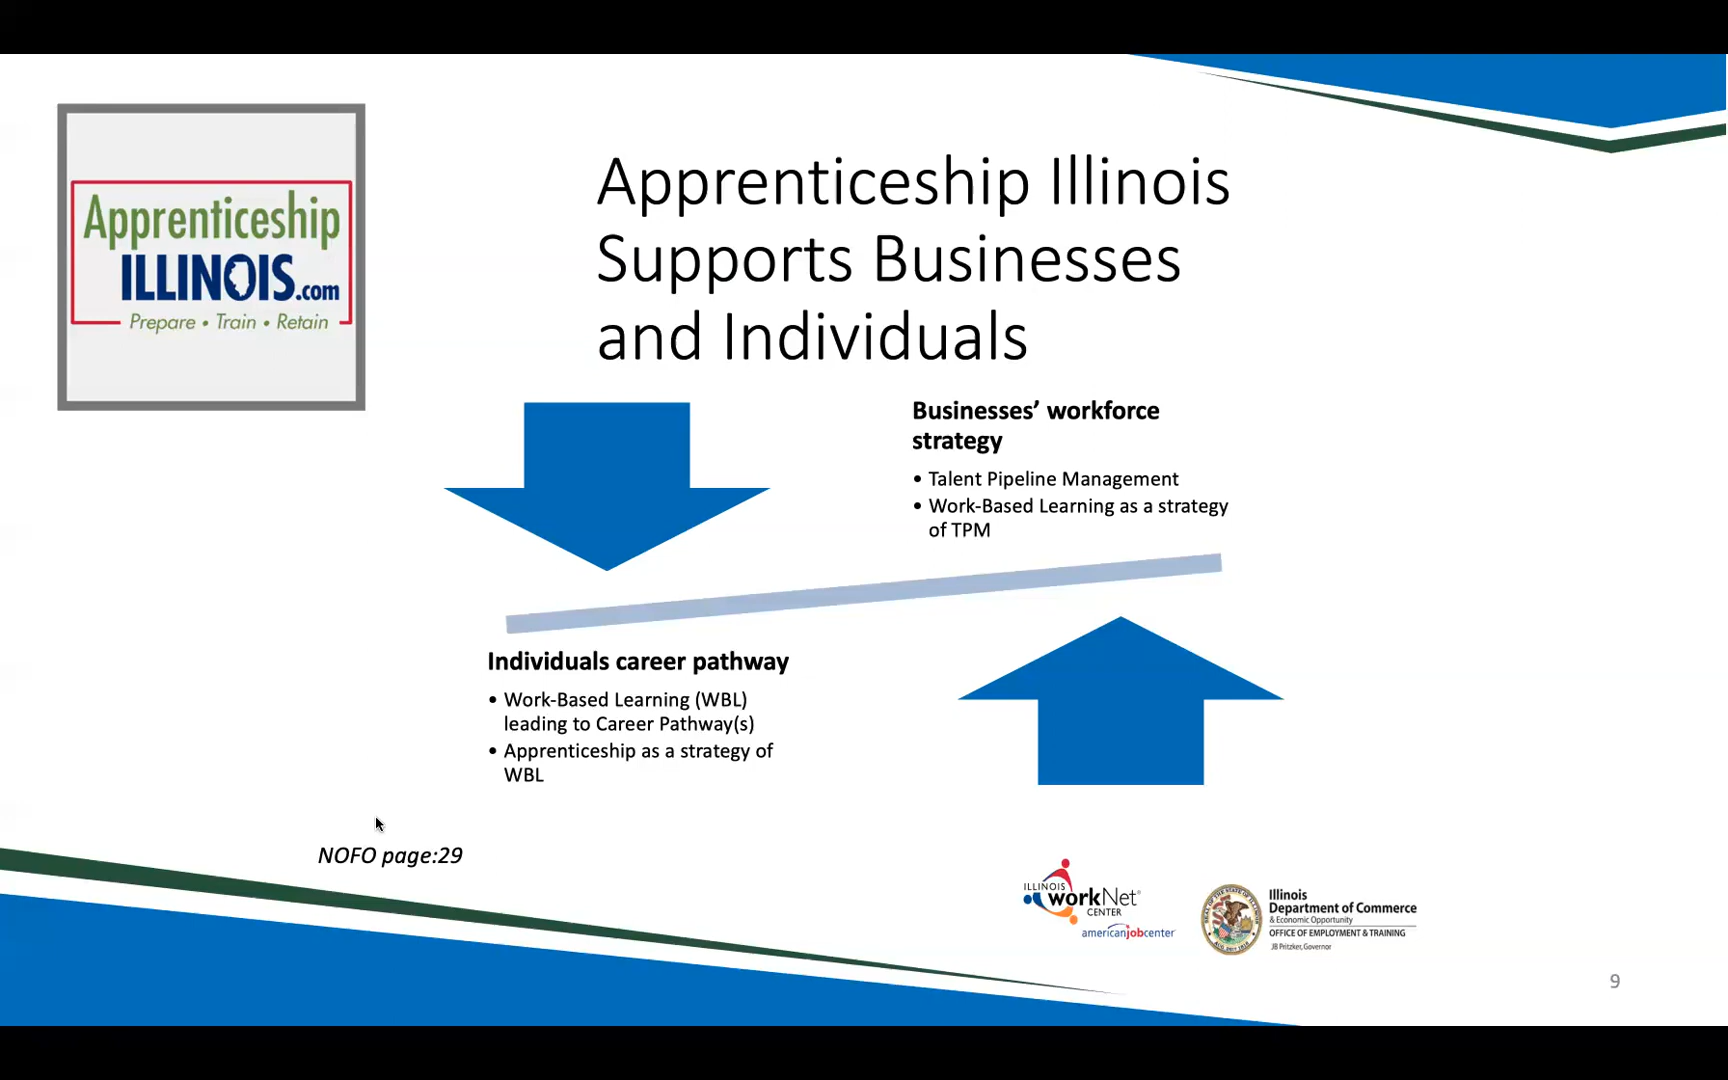 Apprenticeship
ILLINOIS.com
Prepare • Train • Retain
Apprenticeship Illinois
Supports Businesses
and Individuals
Businesses’ workforce
strategy
• Talent Pipeline Management
• Work-Based Learning as a strategy
of TPM
Individuals career pathway
• Work-Based Learning (WBL)
leading to Career Pathway(s)
• Apprenticeship as a strategy of
WBL
NOFO page:29
ILLINOIS
workNet®
CENTER
americanjobcenter
Illinois
Department of Commerce
& Economic Opportunity
OFFICE OF EMPLOYMENT & TRAINING
JB Pritzker, Governor
9